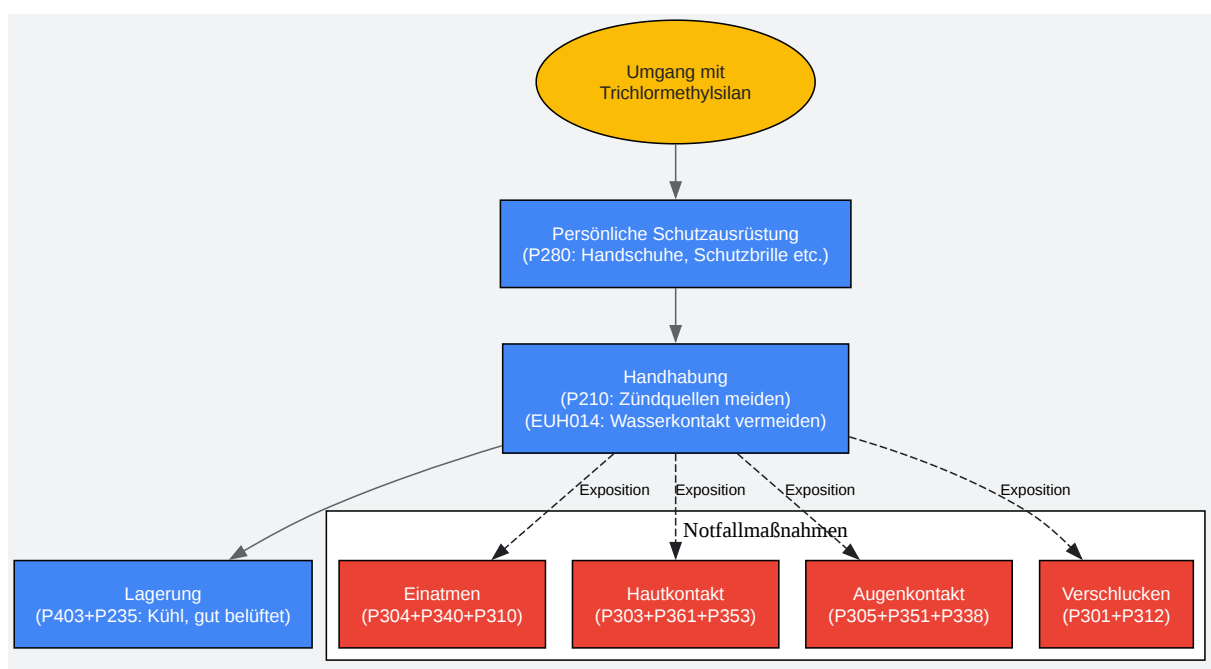 Umgang mit
Trichlormethylsilan
Persönliche Schutzausrüstung
(P280: Handschuhe, Schutzbrille etc.)
Handhabung
(P210: Zündquellen meiden)
(EUH014: Wasserkontakt vermeiden)
Exposition
Exposition
Exposition
Exposition
Notfallmaßnahmen
Lagerung
(P403+P235: Kühl, gut belüftet)
Einatmen
(P304+P340+P310)
Hautkontakt
(P303+P361+P353)
Augenkontakt
(P305+P351+P338)
Verschlucken
(P301+P312)